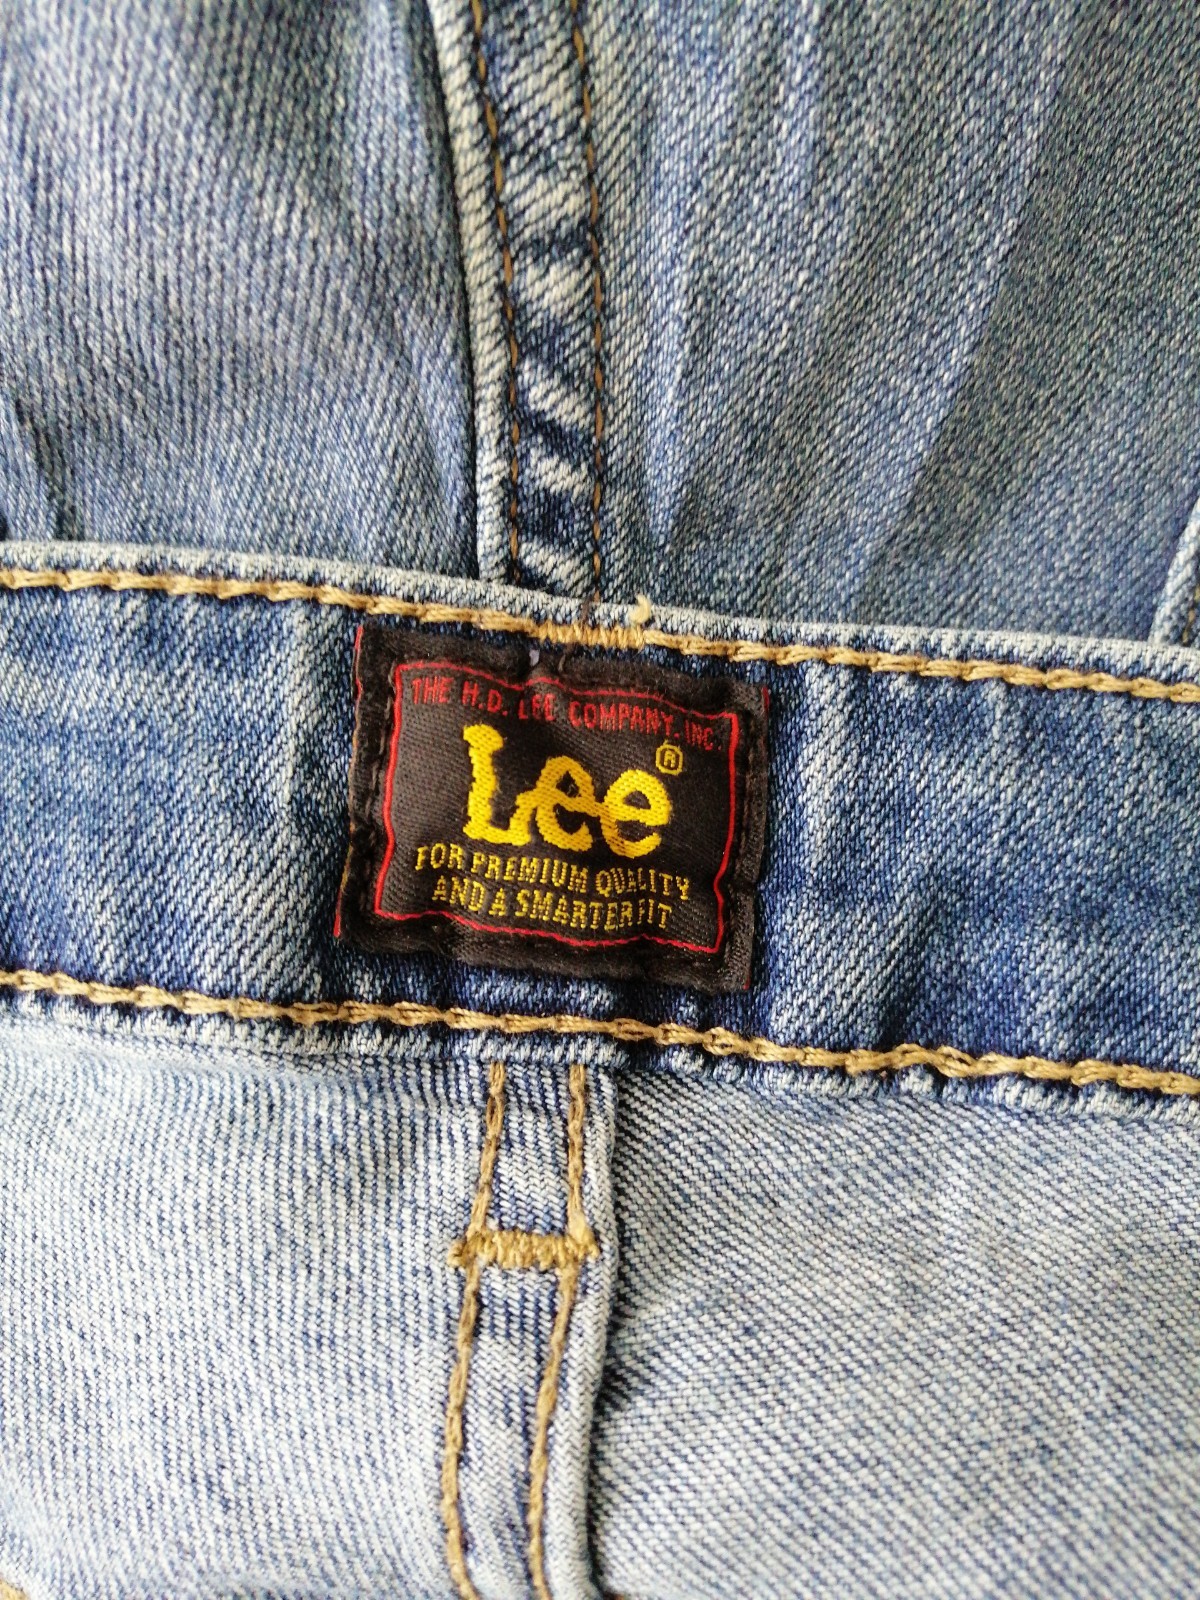 THE H.D. LEE COMPANY, INC.
Lee ®
FOR PREMIUM QUALITY
AND A SMARTER FIT